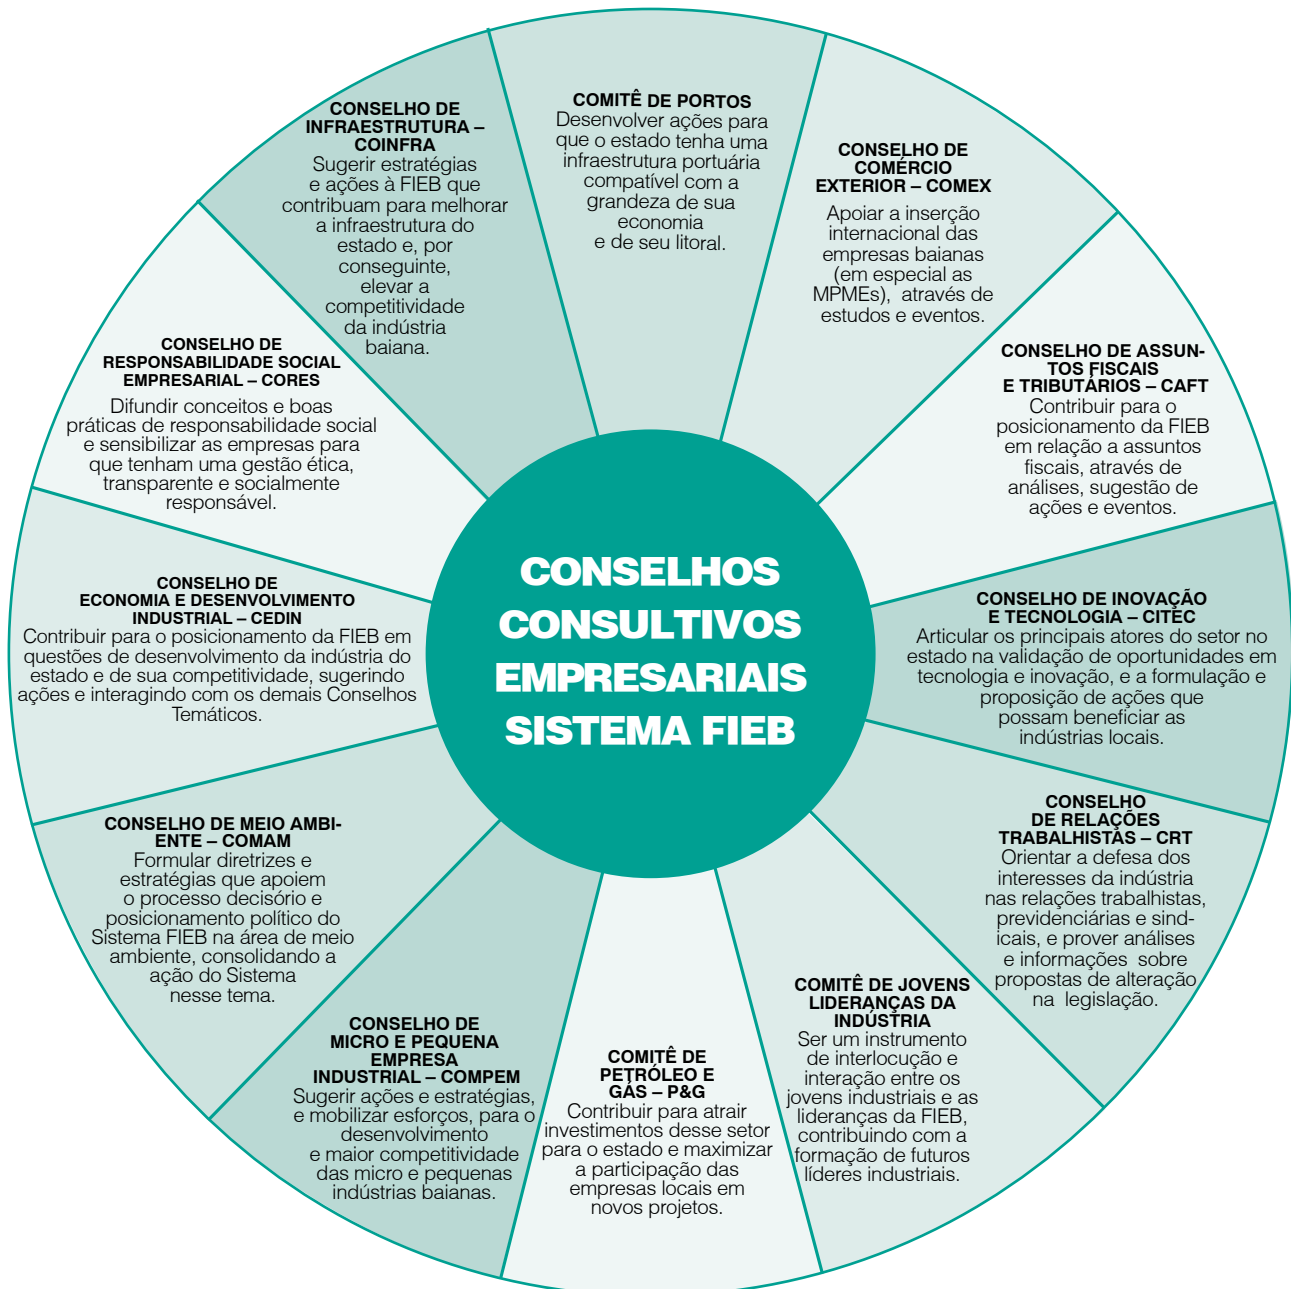 CONSELHOS
CONSULTIVOS
EMPRESARIAIS
SISTEMA FIEB
COMITÊ DE PORTOS
Desenvolver ações para
que o estado tenha uma
infraestrutura portuária
compatível com a
grandeza de sua
economia
e de seu litoral.
CONSELHO DE
COMÉRCIO
EXTERIOR – COMEX
Apoiar a inserção
internacional das
empresas baianas
(em especial as
MPMEs), através de
estudos e eventos.
CONSELHO DE ASSUN-
TOS FISCAIS
E TRIBUTÁRIOS – CAFT
Contribuir para o
posicionamento da FIEB
em relação a assuntos
fiscais, através de
análises, sugestão de
ações e eventos.
CONSELHO DE INOVAÇÃO
E TECNOLOGIA – CITEC
Articular os principais atores do setor no
estado na validação de oportunidades em
tecnologia e inovação, e a formulação e
proposição de ações que
possam beneficiar as
indústrias locais.
CONSELHO
DE RELAÇÕES
TRABALHISTAS – CRT
Orientar a defesa dos
interesses da indústria
nas relações trabalhistas,
previdenciárias e sind-
icais, e prover análises
e informações sobre
propostas de alteração
na legislação.
COMITÊ DE JOVENS
LIDERANÇAS DA
INDÚSTRIA
Ser um instrumento
de interlocução e
interação entre os
jovens industriais e as
lideranças da FIEB,
contribuindo com a
formação de futuros
líderes industriais.
COMITÊ DE
PETRÓLEO E
GÁS – P&G
Contribuir para atrair
investimentos desse setor
para o estado e maximizar
a participação das
empresas locais em
novos projetos.
CONSELHO DE
MICRO E PEQUENA
EMPRESA
INDUSTRIAL – COMPEM
Sugerir ações e estratégias,
e mobilizar esforços, para o
desenvolvimento
e maior competitividade
das micro e pequenas
indústrias baianas.
CONSELHO DE MEIO AMBI-
ENTE – COMAM
Formular diretrizes e
estratégias que apoiem
o processo decisório e
posicionamento político do
Sistema FIEB na área de meio
ambiente, consolidando a
ação do Sistema
nesse tema.
CONSELHO DE
ECONOMIA E DESENVOLVIMENTO
INDUSTRIAL – CEDIN
Contribuir para o posicionamento da FIEB em
questões de desenvolvimento da indústria do
estado e de sua competitividade, sugerindo
ações e interagindo com os demais Conselhos
Temáticos.
CONSELHO DE
RESPONSABILIDADE SOCIAL
EMPRESARIAL – CORES
Difundir conceitos e boas
práticas de responsabilidade social
e sensibilizar as empresas para
que tenham uma gestão ética,
transparente e socialmente
responsável.
CONSELHO DE
INFRAESTRUTURA –
COINFRA
Sugerir estratégias
e ações à FIEB que
contribuam para melhorar
a infraestrutura do
estado e, por
conseguinte,
elevar a
competitividade
da indústria
baiana.